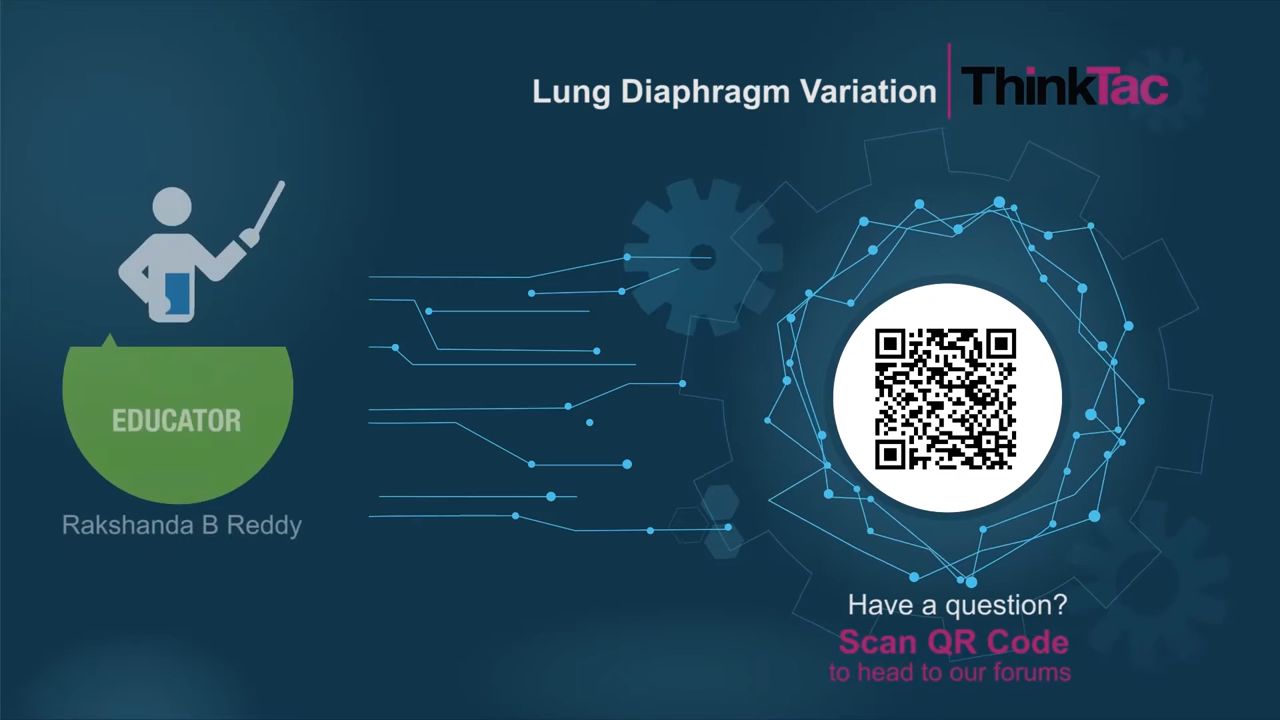 Lung Diaphragm Variation
ThinkTac
EDUCATOR
Rakshanda B Reddy
Have a question?
Scan QR Code
to head to our forums